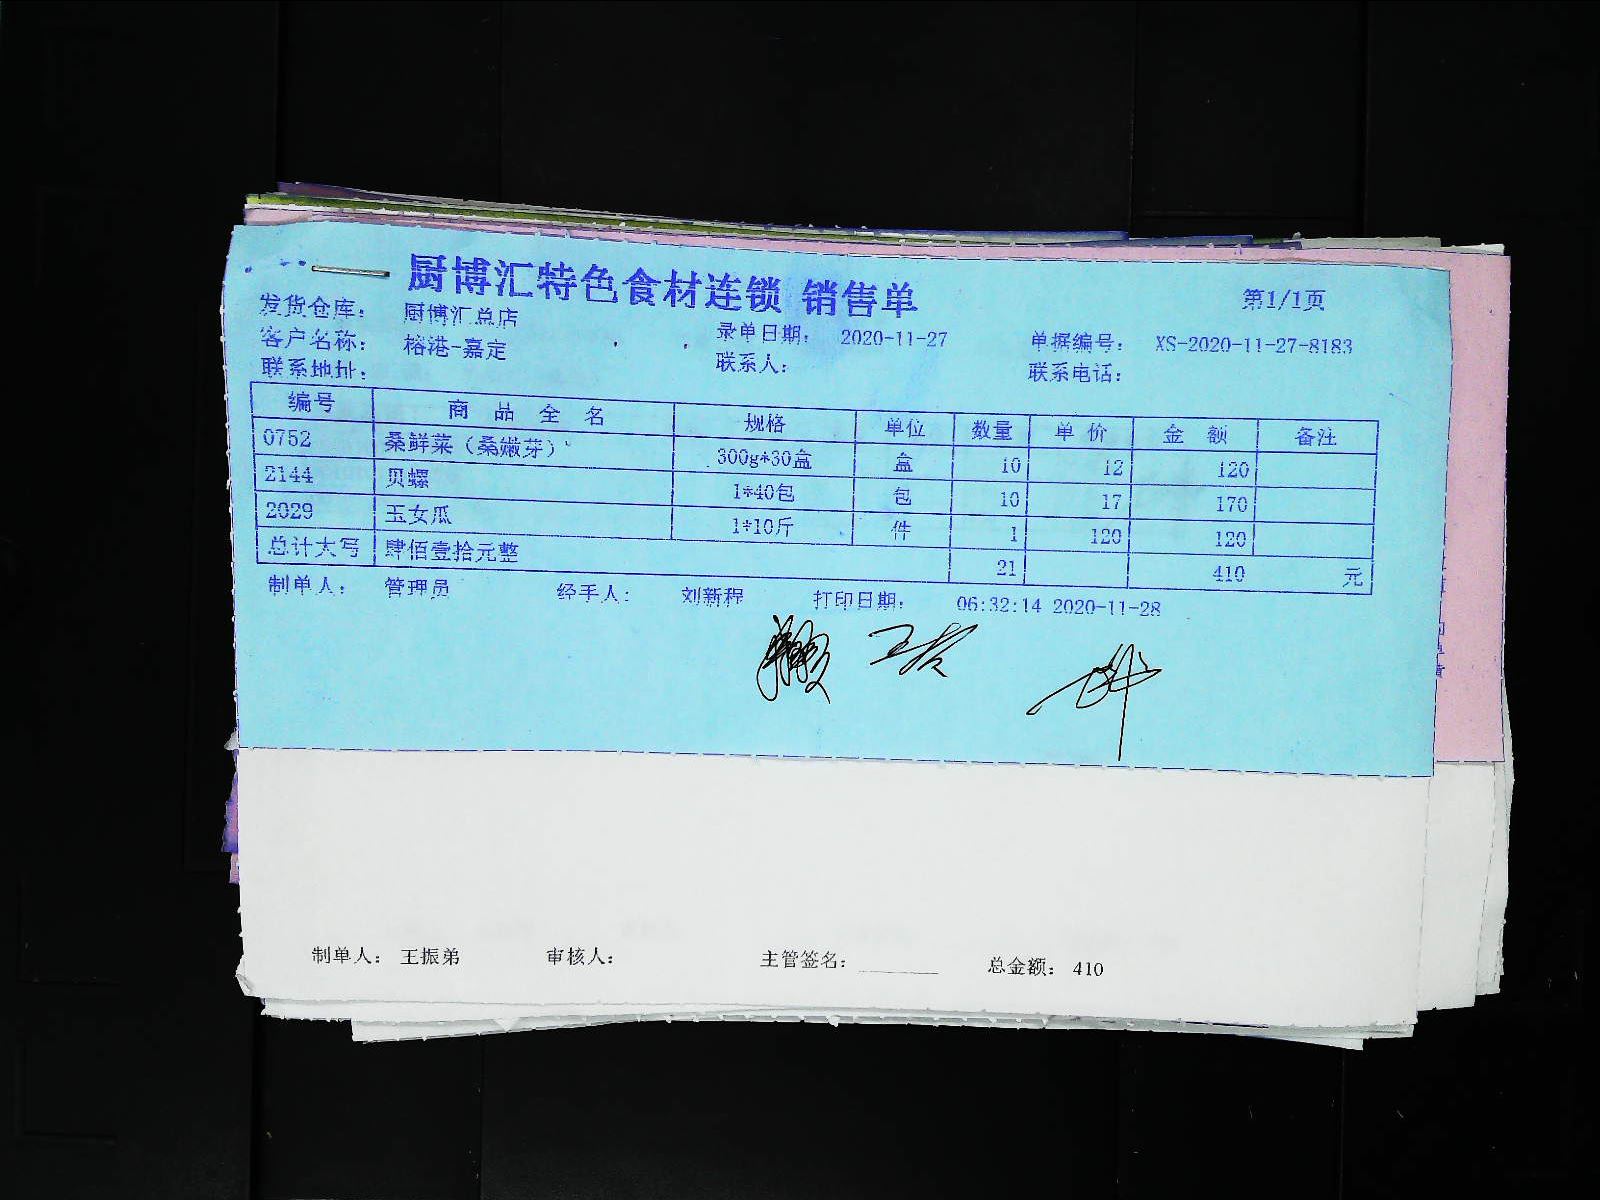 厨博汇特色食材连锁 销售单
第1/1页
发货仓库： 厨博汇总店
客户名称： 榕港-嘉定 录单日期： 2020-11-27 单据编号： XS-2020-11-27-8183
联系地址： 联系人： 联系电话：
编号 商 品 全 名 规格 单位 数量 单 价 金 额 备注
0752 桑鲜菜（桑嫩芽） 300g*30盒 盒 10 12 120
2144 贝螺 1*40包 包 10 17 170
2029 玉女瓜 1*10斤 件 1 120 120
总计大写 肆佰壹拾元整 21 410 元
制单人： 管理员 经手人： 刘新程 打印日期： 06:32:14 2020-11-28
制单人： 王振弟 审核人： 主管签名： 总金额： 410